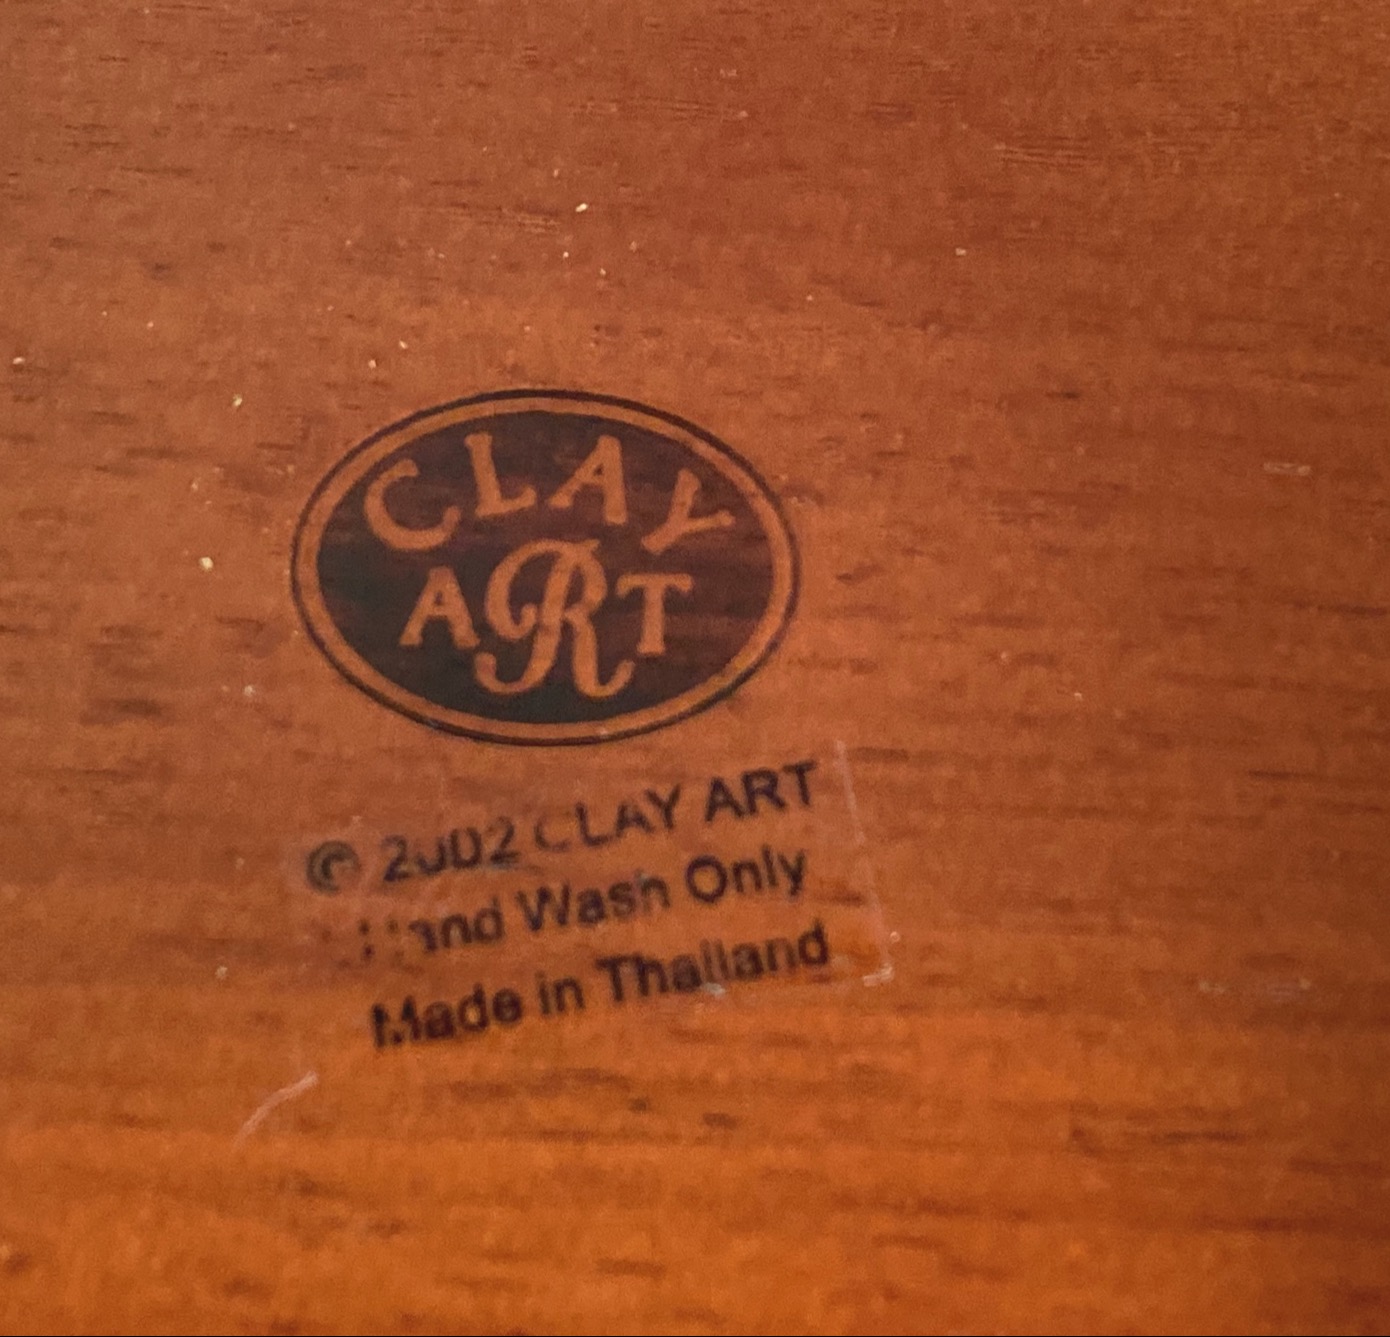 CLAY
ART
© 2002 CLAY ART
Hand Wash Only
Made in Thailand